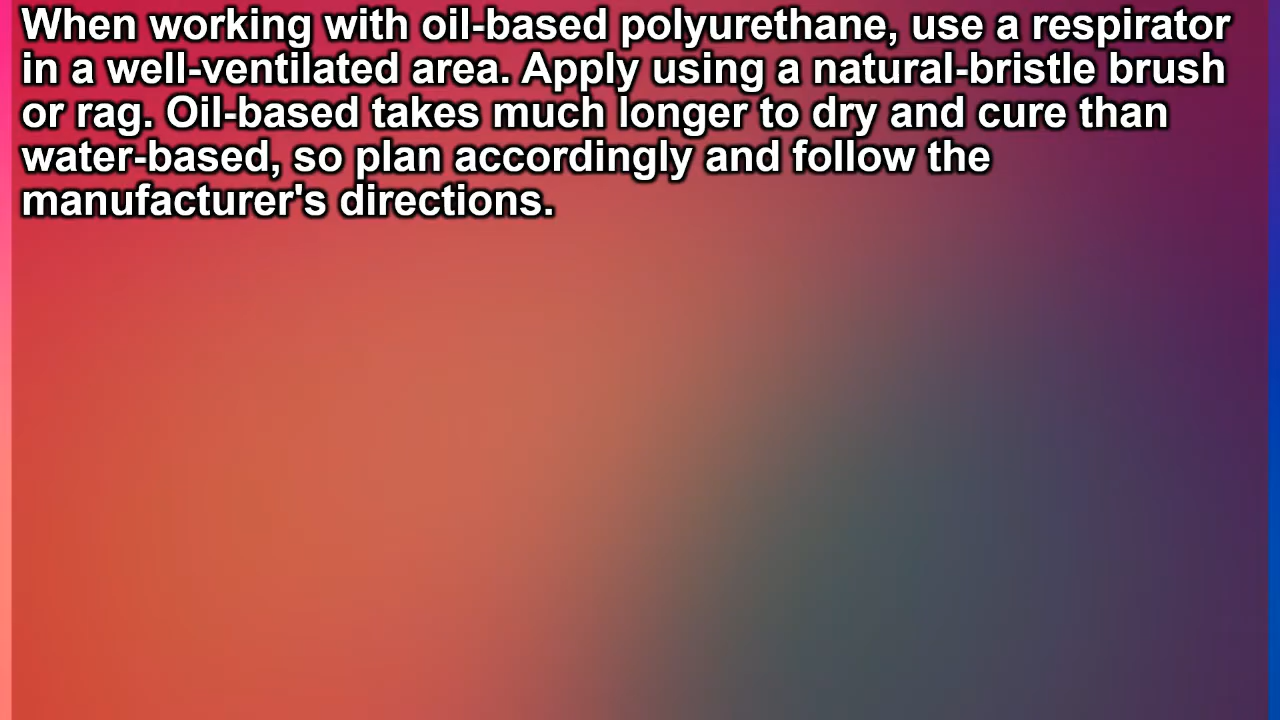 When working with oil-based polyurethane, use a respirator
in a well-ventilated area. Apply using a natural-bristle brush
or rag. Oil-based takes much longer to dry and cure than
water-based, so plan accordingly and follow the
manufacturer's directions.